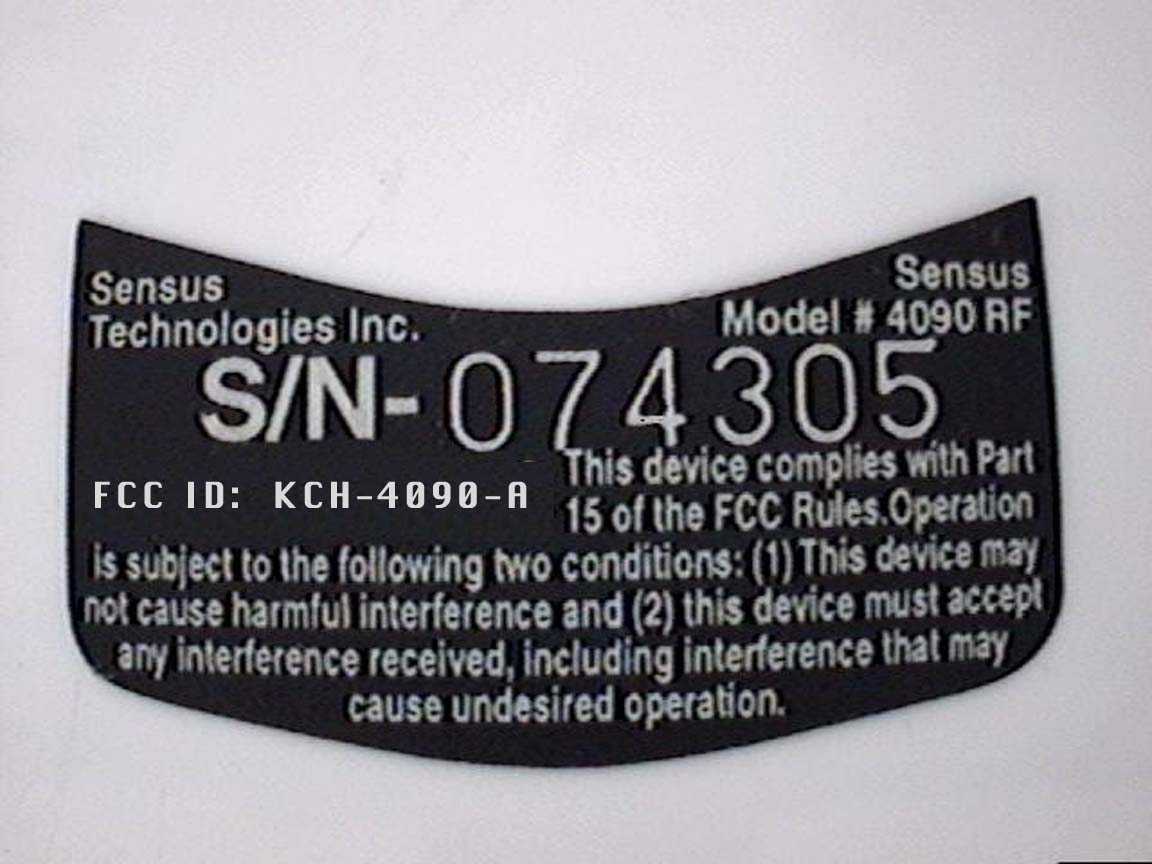 Sensus
Technologies Inc.
Sensus
Model # 4090 RF
S/N- 074305
FCC ID: KCH-4090-A
This device complies with Part
15 of the FCC Rules.Operation
is subject to the following two conditions: (1) This device may
not cause harmful interference and (2) this device must accept
any interference received, including interference that may
cause undesired operation.